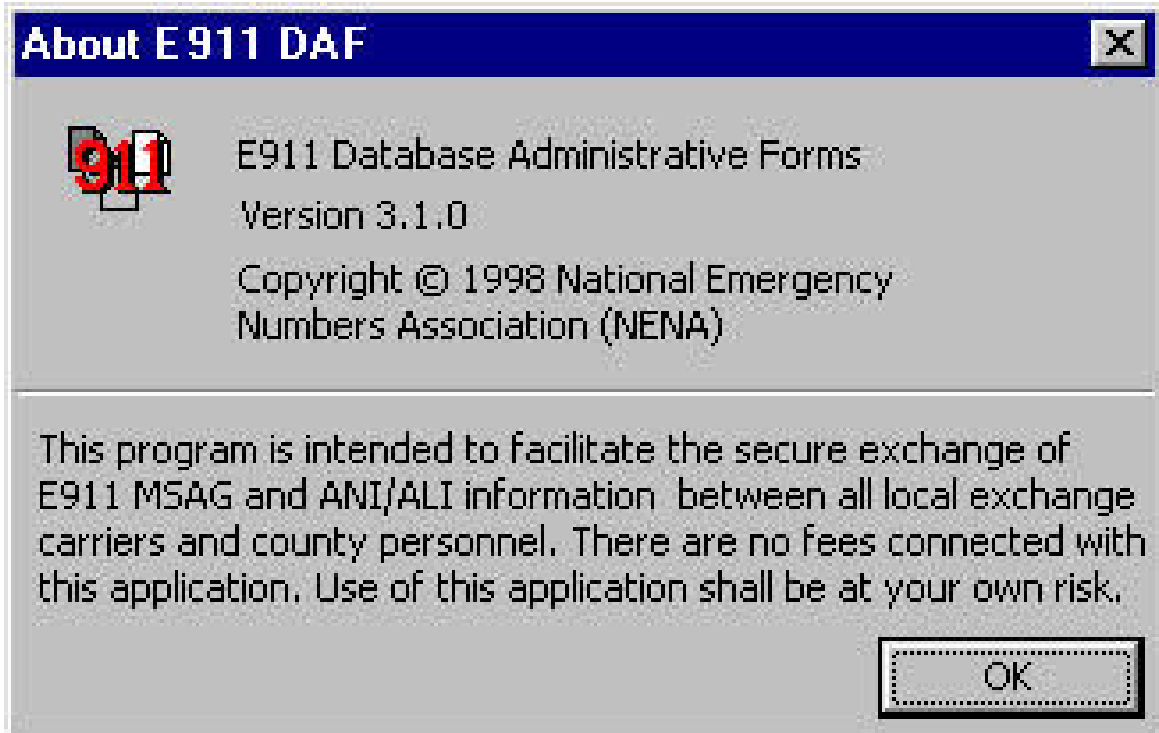 About E911 DAF
911
E911 Database Administrative Forms
Version 3.1.0
Copyright © 1998 National Emergency
Numbers Association (NENA)
This program is intended to facilitate the secure exchange of
E911 MSAG and ANI/ALI information between all local exchange
carriers and county personnel. There are no fees connected with
this application. Use of this application shall be at your own risk.
OK